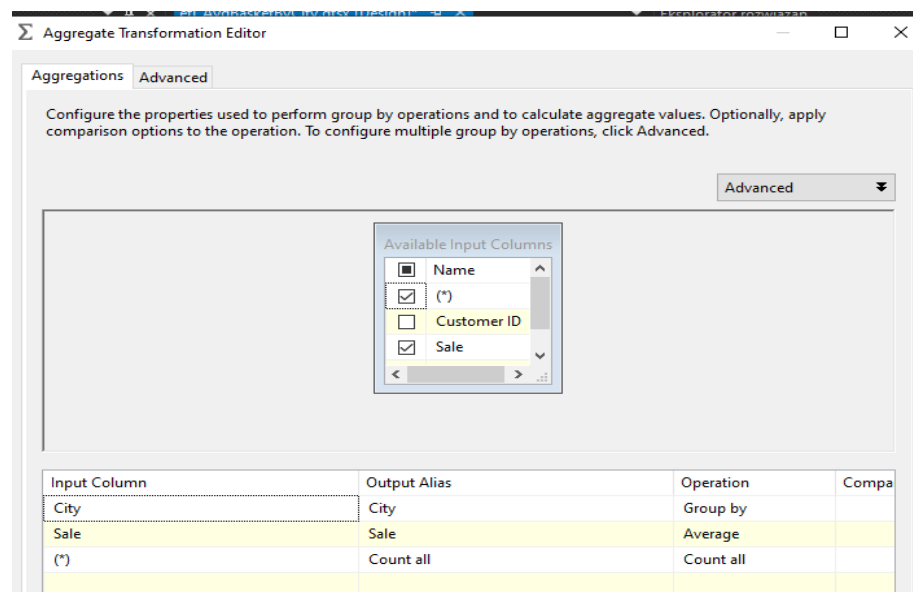 Aggregate Transformation Editor
Aggregations Advanced
Configure the properties used to perform group by operations and to calculate aggregate values. Optionally, apply
comparison options to the operation. To configure multiple group by operations, click Advanced.
Advanced
Available Input Columns
Name
(*)
Customer ID
Sale
Input Column Output Alias Operation Compa
City City Group by
Sale Sale Average
(*) Count all Count all